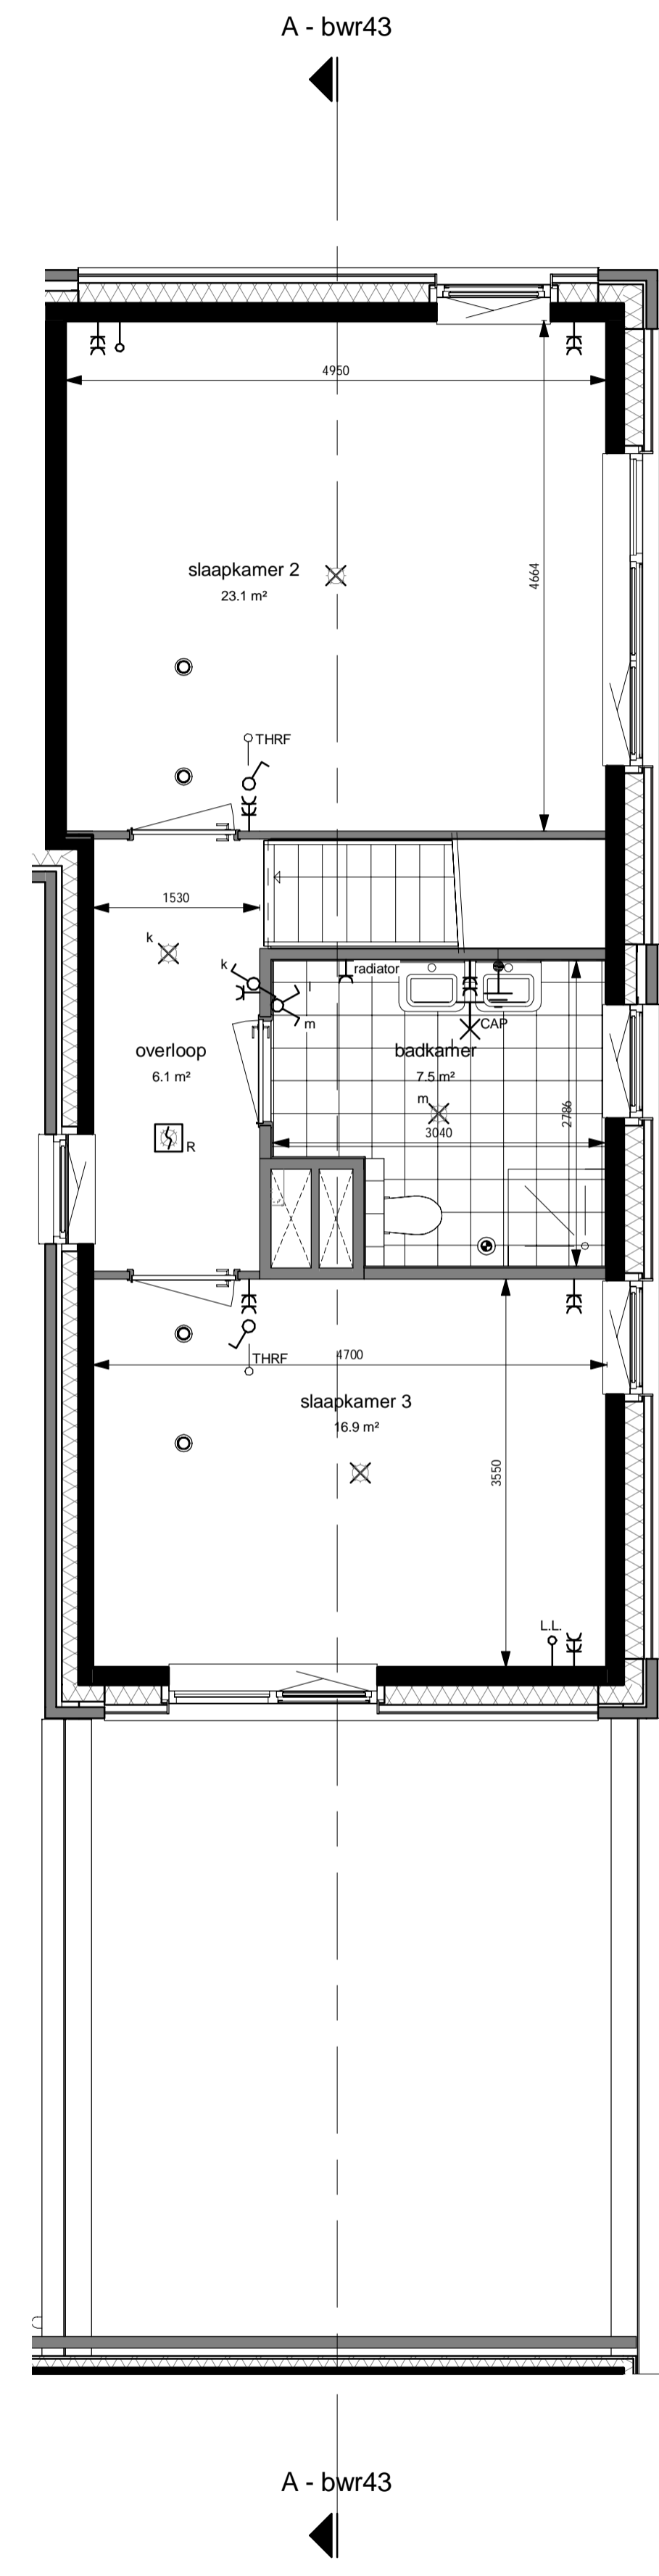 A - bwr43
4950
slaapkamer 2
23.1 m²
4664
THRF
1530
k
k
radiator
l
m
CAP
overloop
6.1 m²
badkamer
7.5 m²
m
l
3040
2786
R
THRF
4700
slaapkamer 3
16.9 m²
3550
L.L.
A - bwr43